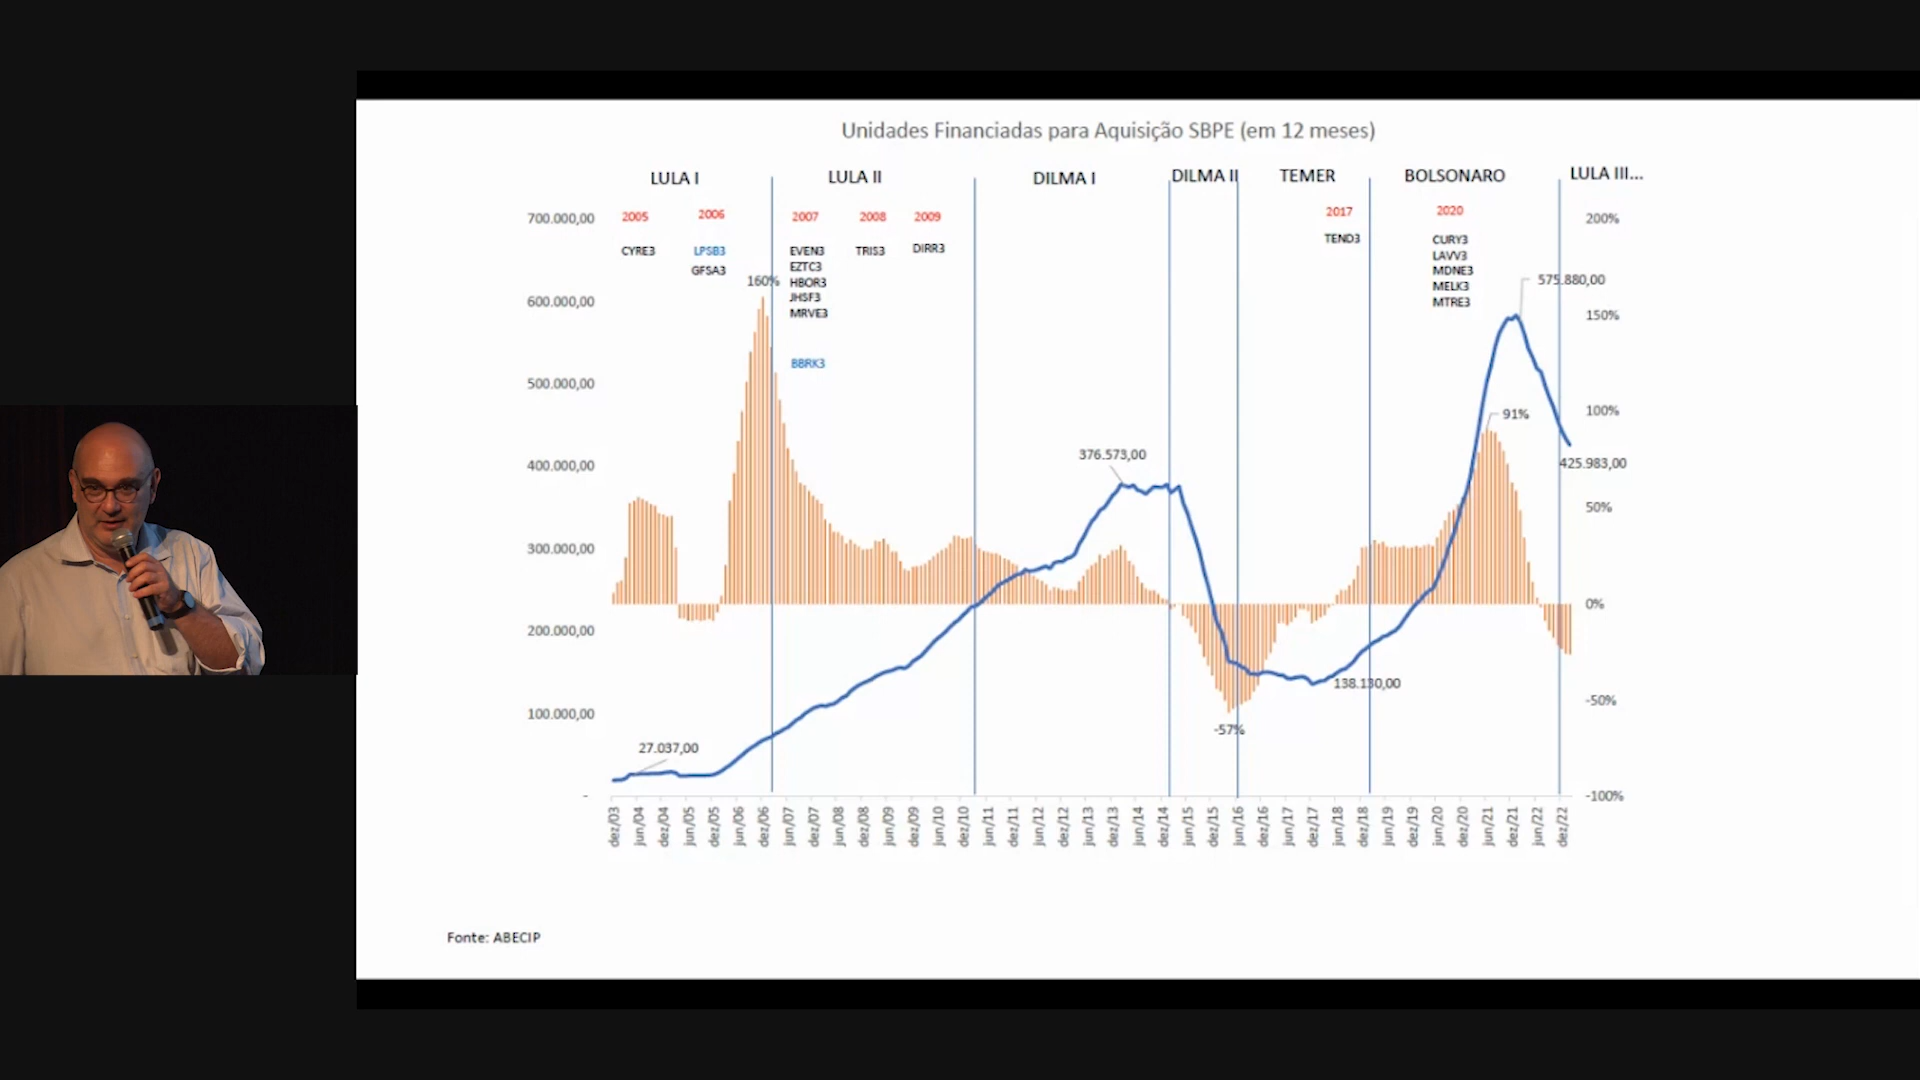 Unidades Financiadas para Aquisição SBPE (em 12 meses)
LULA I
LULA II
DILMA I
DILMA II
TEMER
BOLSONARO
LULA III...
2005
2006
2007
2008
2009
2017
2020
CYRE3
LPSB3
GFSA3
EVEN3
EZTC3
HBOR3
JHSF3
MRVE3
BBRK3
TRIS3
DIRR3
TEND3
CURY3
LAVV3
MDNE3
MELK3
MTRE3
700.000,00
600.000,00
500.000,00
400.000,00
300.000,00
200.000,00
100.000,00
-
200%
150%
100%
50%
0%
-50%
-100%
160%
575.880,00
91%
376.573,00
425.983,00
138.130,00
-57%
27.037,00
dez/03
jun/04
dez/04
jun/05
dez/05
jun/06
dez/06
jun/07
dez/07
jun/08
dez/08
jun/09
dez/09
jun/10
dez/10
jun/11
dez/11
jun/12
dez/12
jun/13
dez/13
jun/14
dez/14
jun/15
dez/15
jun/16
dez/16
jun/17
dez/17
jun/18
dez/18
jun/19
dez/19
jun/20
dez/20
jun/21
dez/21
jun/22
dez/22
Fonte: ABECIP